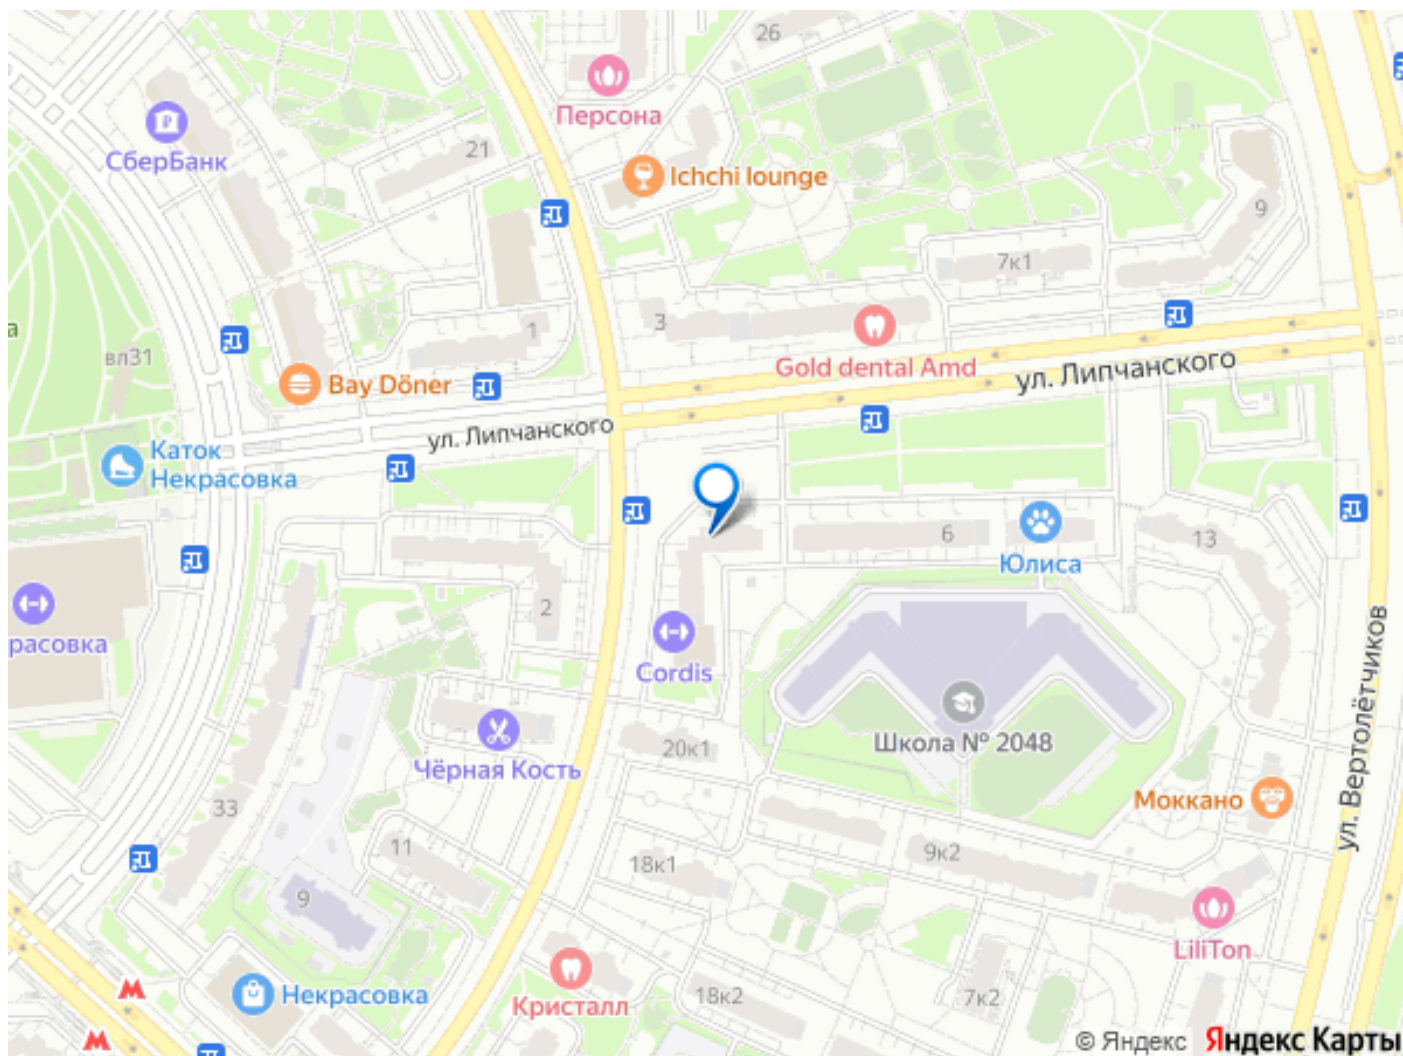 26
Персона
СберБанк
21
Ichchi lounge
9
7к1
3
1
а
вл31
Gold dental Amd
ул. Липчанского
Bay Döner
ул. Липчанского
Каток
Некрасовка
6
Юлиса
13
2
расовка
Cordis
ул. Вертолётчиков
Школа № 2048
20к1
Чёрная Кость
Моккано
33
11
18к1
9к2
9
LiliTon
Некрасовка
Кристалл
18к2
7к2
© Яндекс Яндекс Карты